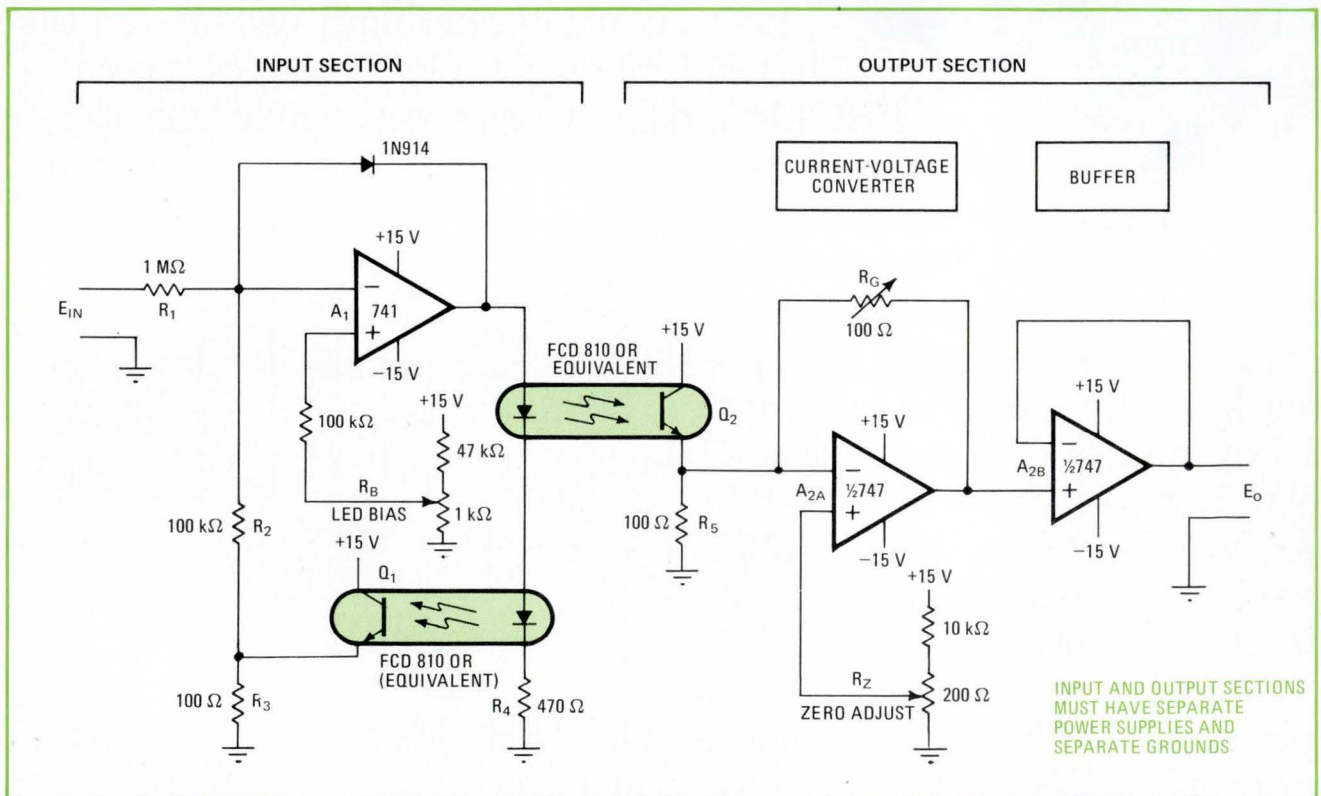 INPUT SECTION
OUTPUT SECTION
1N914
CURRENT-VOLTAGE
CONVERTER
BUFFER
+15 V
1 MΩ
R1
EIN
A1
−
741
+
−15 V
100 kΩ
+15 V
47 kΩ
RB
LED BIAS
1 kΩ
100 kΩ
R2
+15 V
Q1
FCD 810 OR
(EQUIVALENT)
100 Ω
R3
R4
470 Ω
FCD 810 OR
EQUIVALENT
+15 V
Q2
100 Ω
R5
RG
100 Ω
+15 V
A2A
−
½747
+
−15 V
+15 V
10 kΩ
RZ
ZERO ADJUST
200 Ω
+15 V
A2B
−
½747
+
−15 V
EO
INPUT AND OUTPUT SECTIONS
MUST HAVE SEPARATE
POWER SUPPLIES AND
SEPARATE GROUNDS